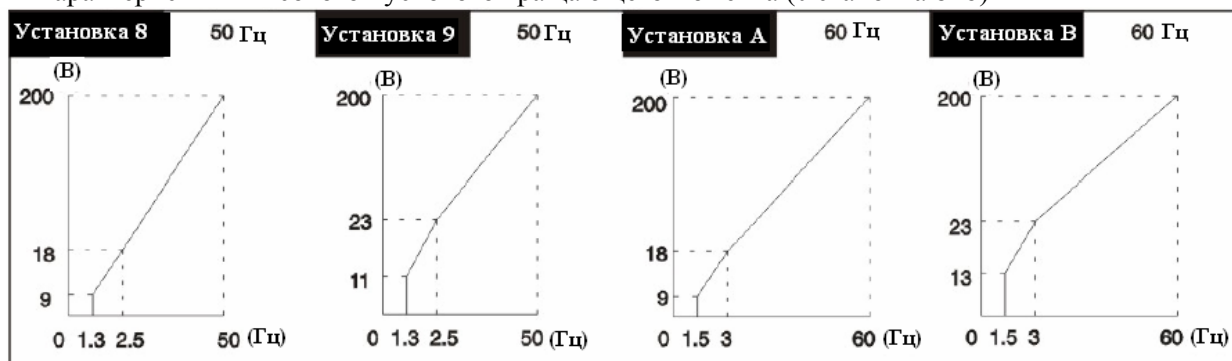 Установка 8 50 Гц
(В)
200
18
9
0 1.3 2.5 50 (Гц)
Установка 9 50 Гц
(В)
200
23
11
0 1.3 2.5 50 (Гц)
Установка А 60 Гц
(В)
200
18
9
0 1.5 3 60 (Гц)
Установка В 60 Гц
(В)
200
23
13
0 1.5 3 60 (Гц)